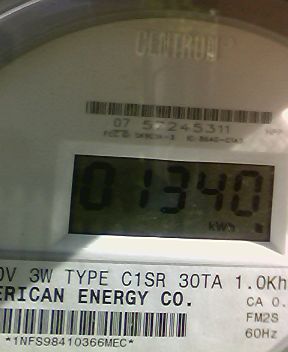 CENTRON
07 57245311
01340
kWh
0V 3W TYPE C1SR 30TA 1.0Kh
ERICAN ENERGY CO.
CA 0.
FM2S
60Hz
*1NFS98410366MEC*